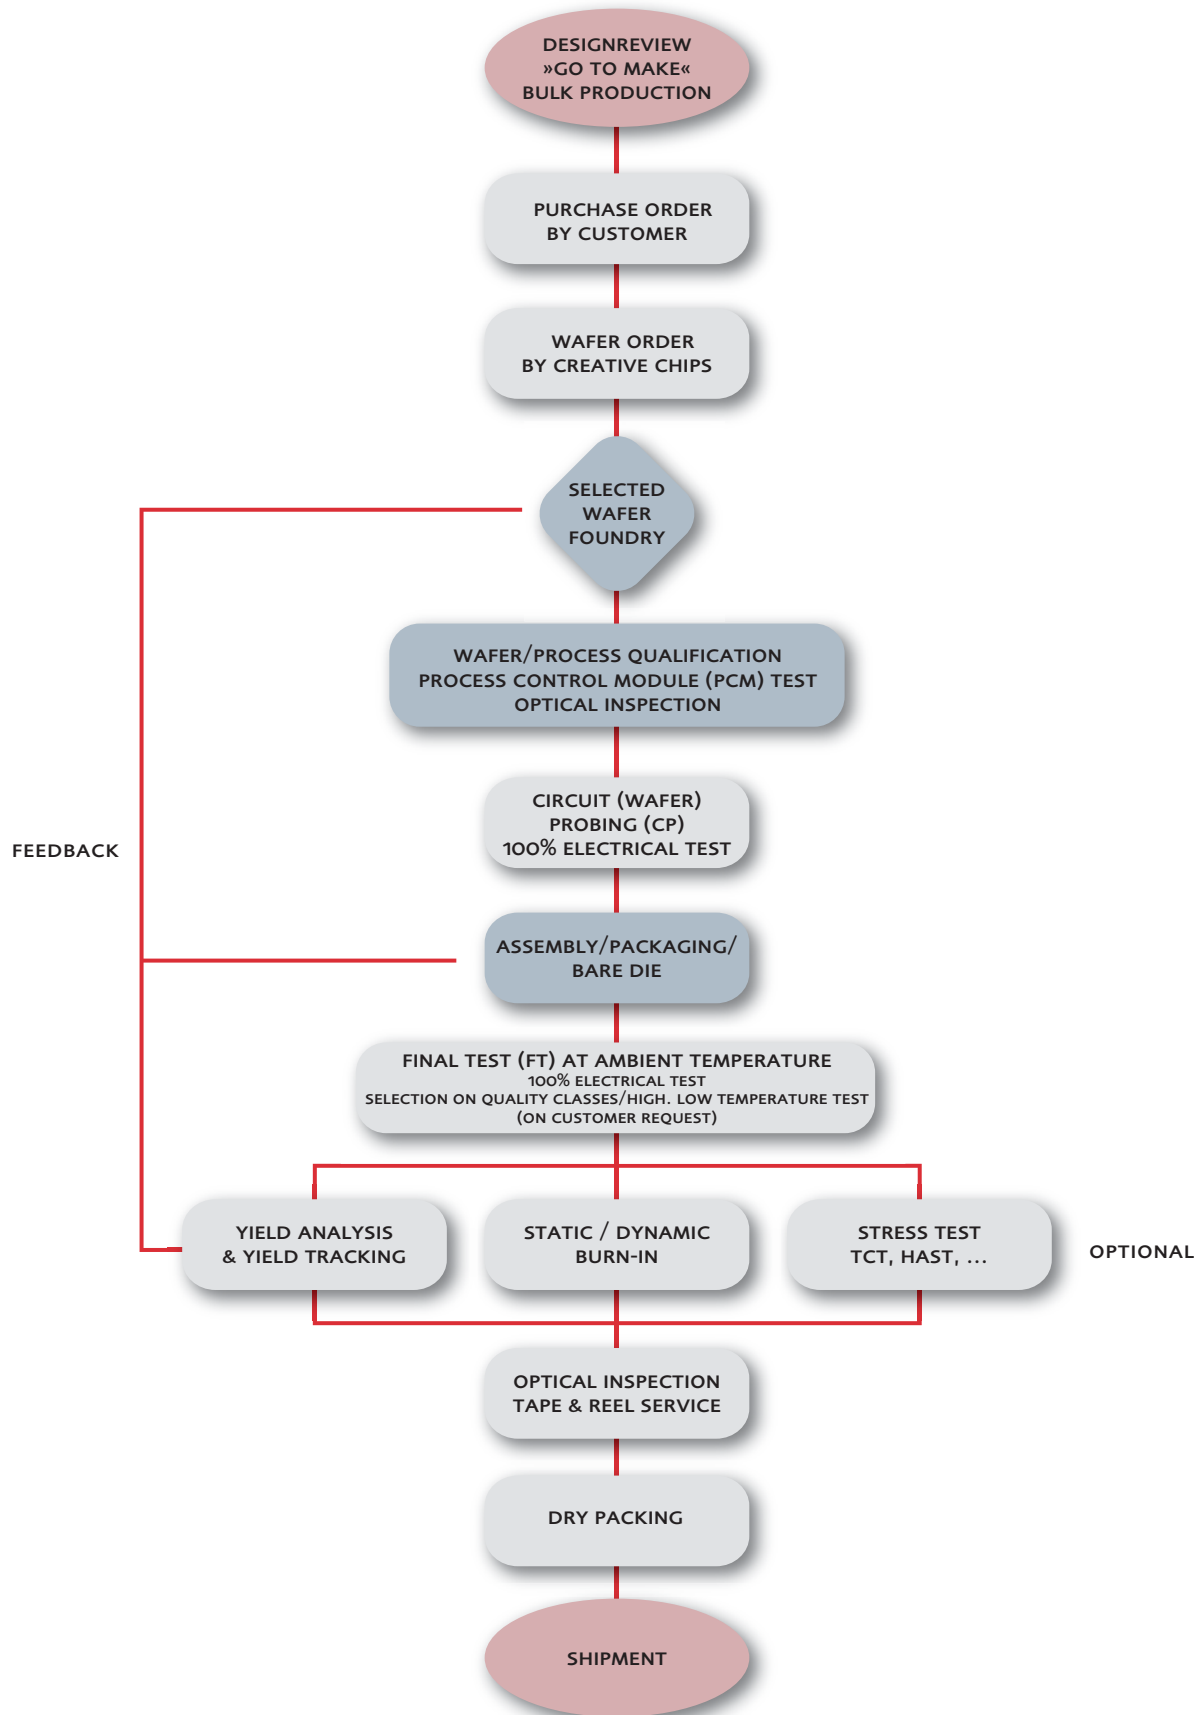 DESIGNREVIEW
»GO TO MAKE«
BULK PRODUCTION
PURCHASE ORDER
BY CUSTOMER
WAFER ORDER
BY CREATIVE CHIPS
SELECTED
WAFER
FOUNDRY
WAFER/PROCESS QUALIFICATION
PROCESS CONTROL MODULE (PCM) TEST
OPTICAL INSPECTION
CIRCUIT (WAFER)
PROBING (CP)
100% ELECTRICAL TEST
FEEDBACK
ASSEMBLY/PACKAGING/
BARE DIE
FINAL TEST (FT) AT AMBIENT TEMPERATURE
100% ELECTRICAL TEST
SELECTION ON QUALITY CLASSES/HIGH. LOW TEMPERATURE TEST
(ON CUSTOMER REQUEST)
YIELD ANALYSIS
& YIELD TRACKING
STATIC / DYNAMIC
BURN-IN
STRESS TEST
TCT, HAST, ...
OPTIONAL
OPTICAL INSPECTION
TAPE & REEL SERVICE
DRY PACKING
SHIPMENT